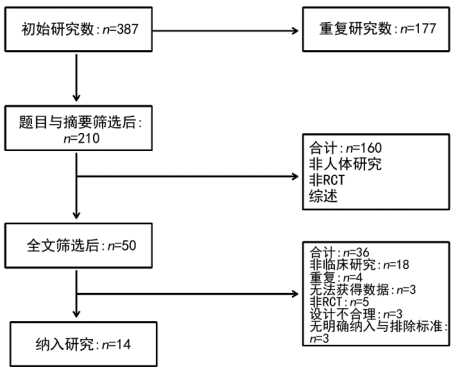 初始研究数:n=387
重复研究数:n=177
题目与摘要筛选后:
n=210
合计:n=160
非人体研究
非RCT
综述
全文筛选后:n=50
合计:n=36
非临床研究:n=18
重复:n=4
无法获得数据:n=3
非RCT:n=5
设计不合理:n=3
无明确纳入与排除标准:
n=3
纳入研究:n=14